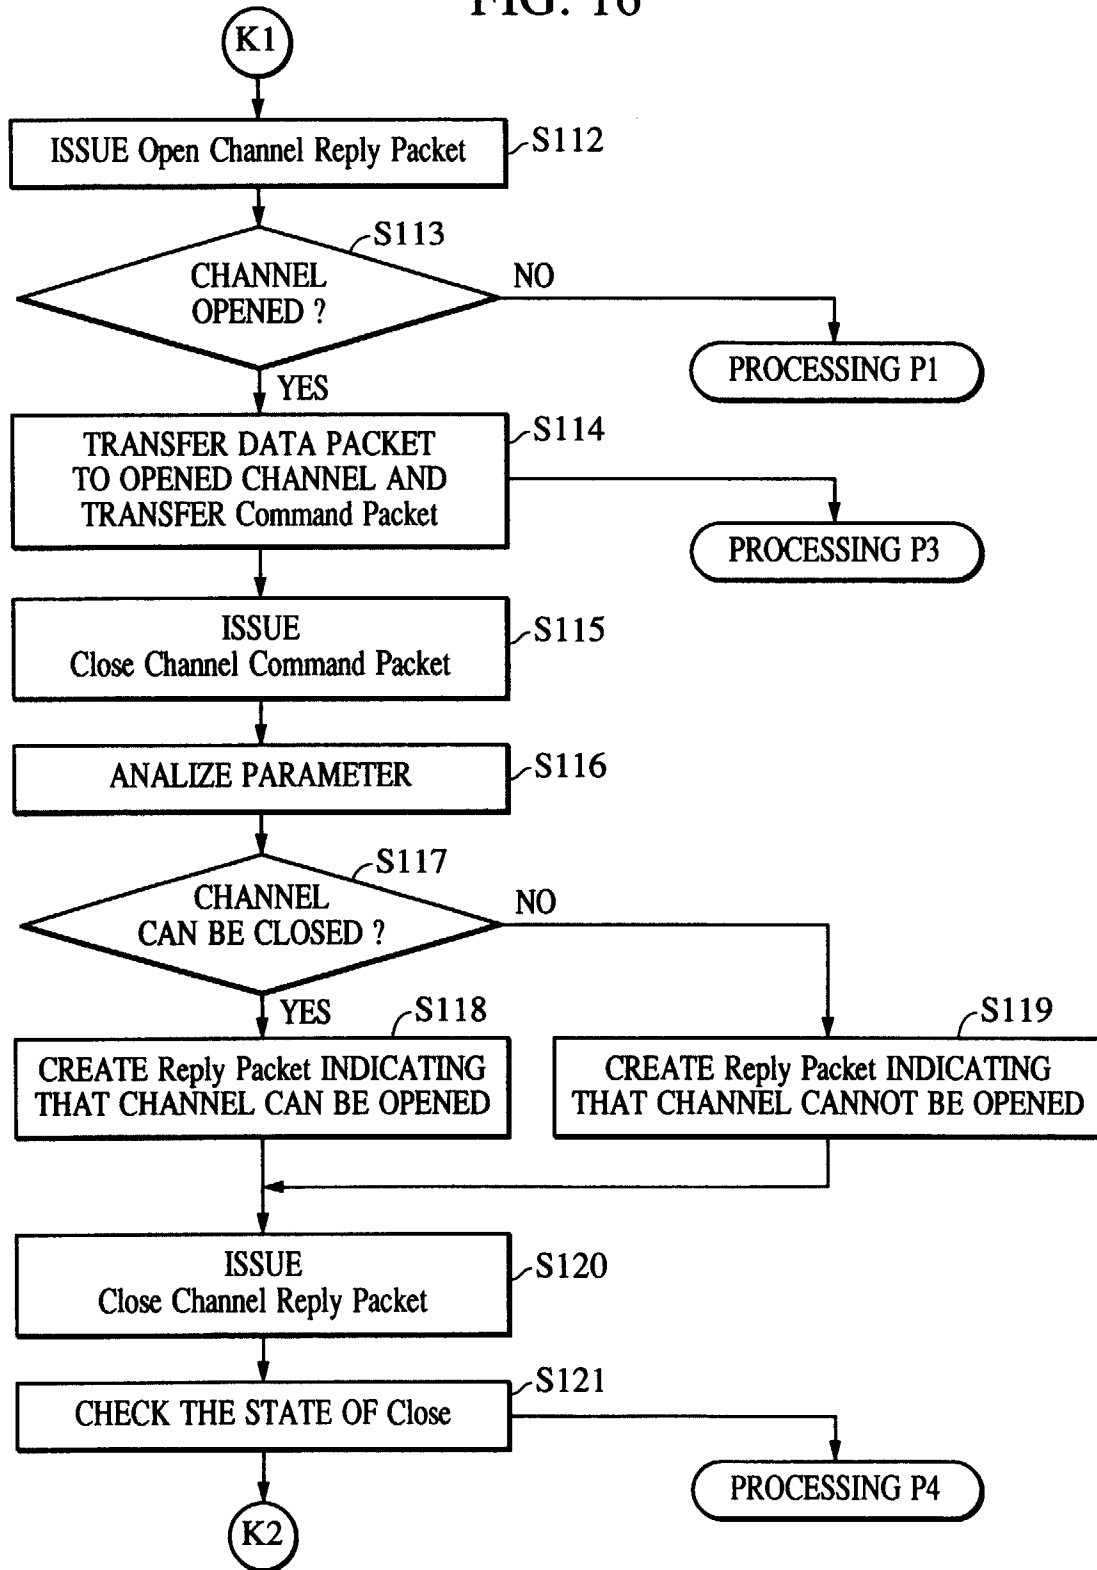 FIG. 16
K1
ISSUE Open Channel Reply Packet
S112
S113
CHANNEL
OPENED ?
NO
PROCESSING P1
YES
S114
TRANSFER DATA PACKET
TO OPENED CHANNEL AND
TRANSFER Command Packet
PROCESSING P3
ISSUE
Close Channel Command Packet
S115
ANALIZE PARAMETER
S116
S117
CHANNEL
CAN BE CLOSED ?
NO
YES
S118
CREATE Reply Packet INDICATING
THAT CHANNEL CAN BE OPENED
S119
CREATE Reply Packet INDICATING
THAT CHANNEL CANNOT BE OPENED
ISSUE
Close Channel Reply Packet
S120
CHECK THE STATE OF Close
S121
PROCESSING P4
K2